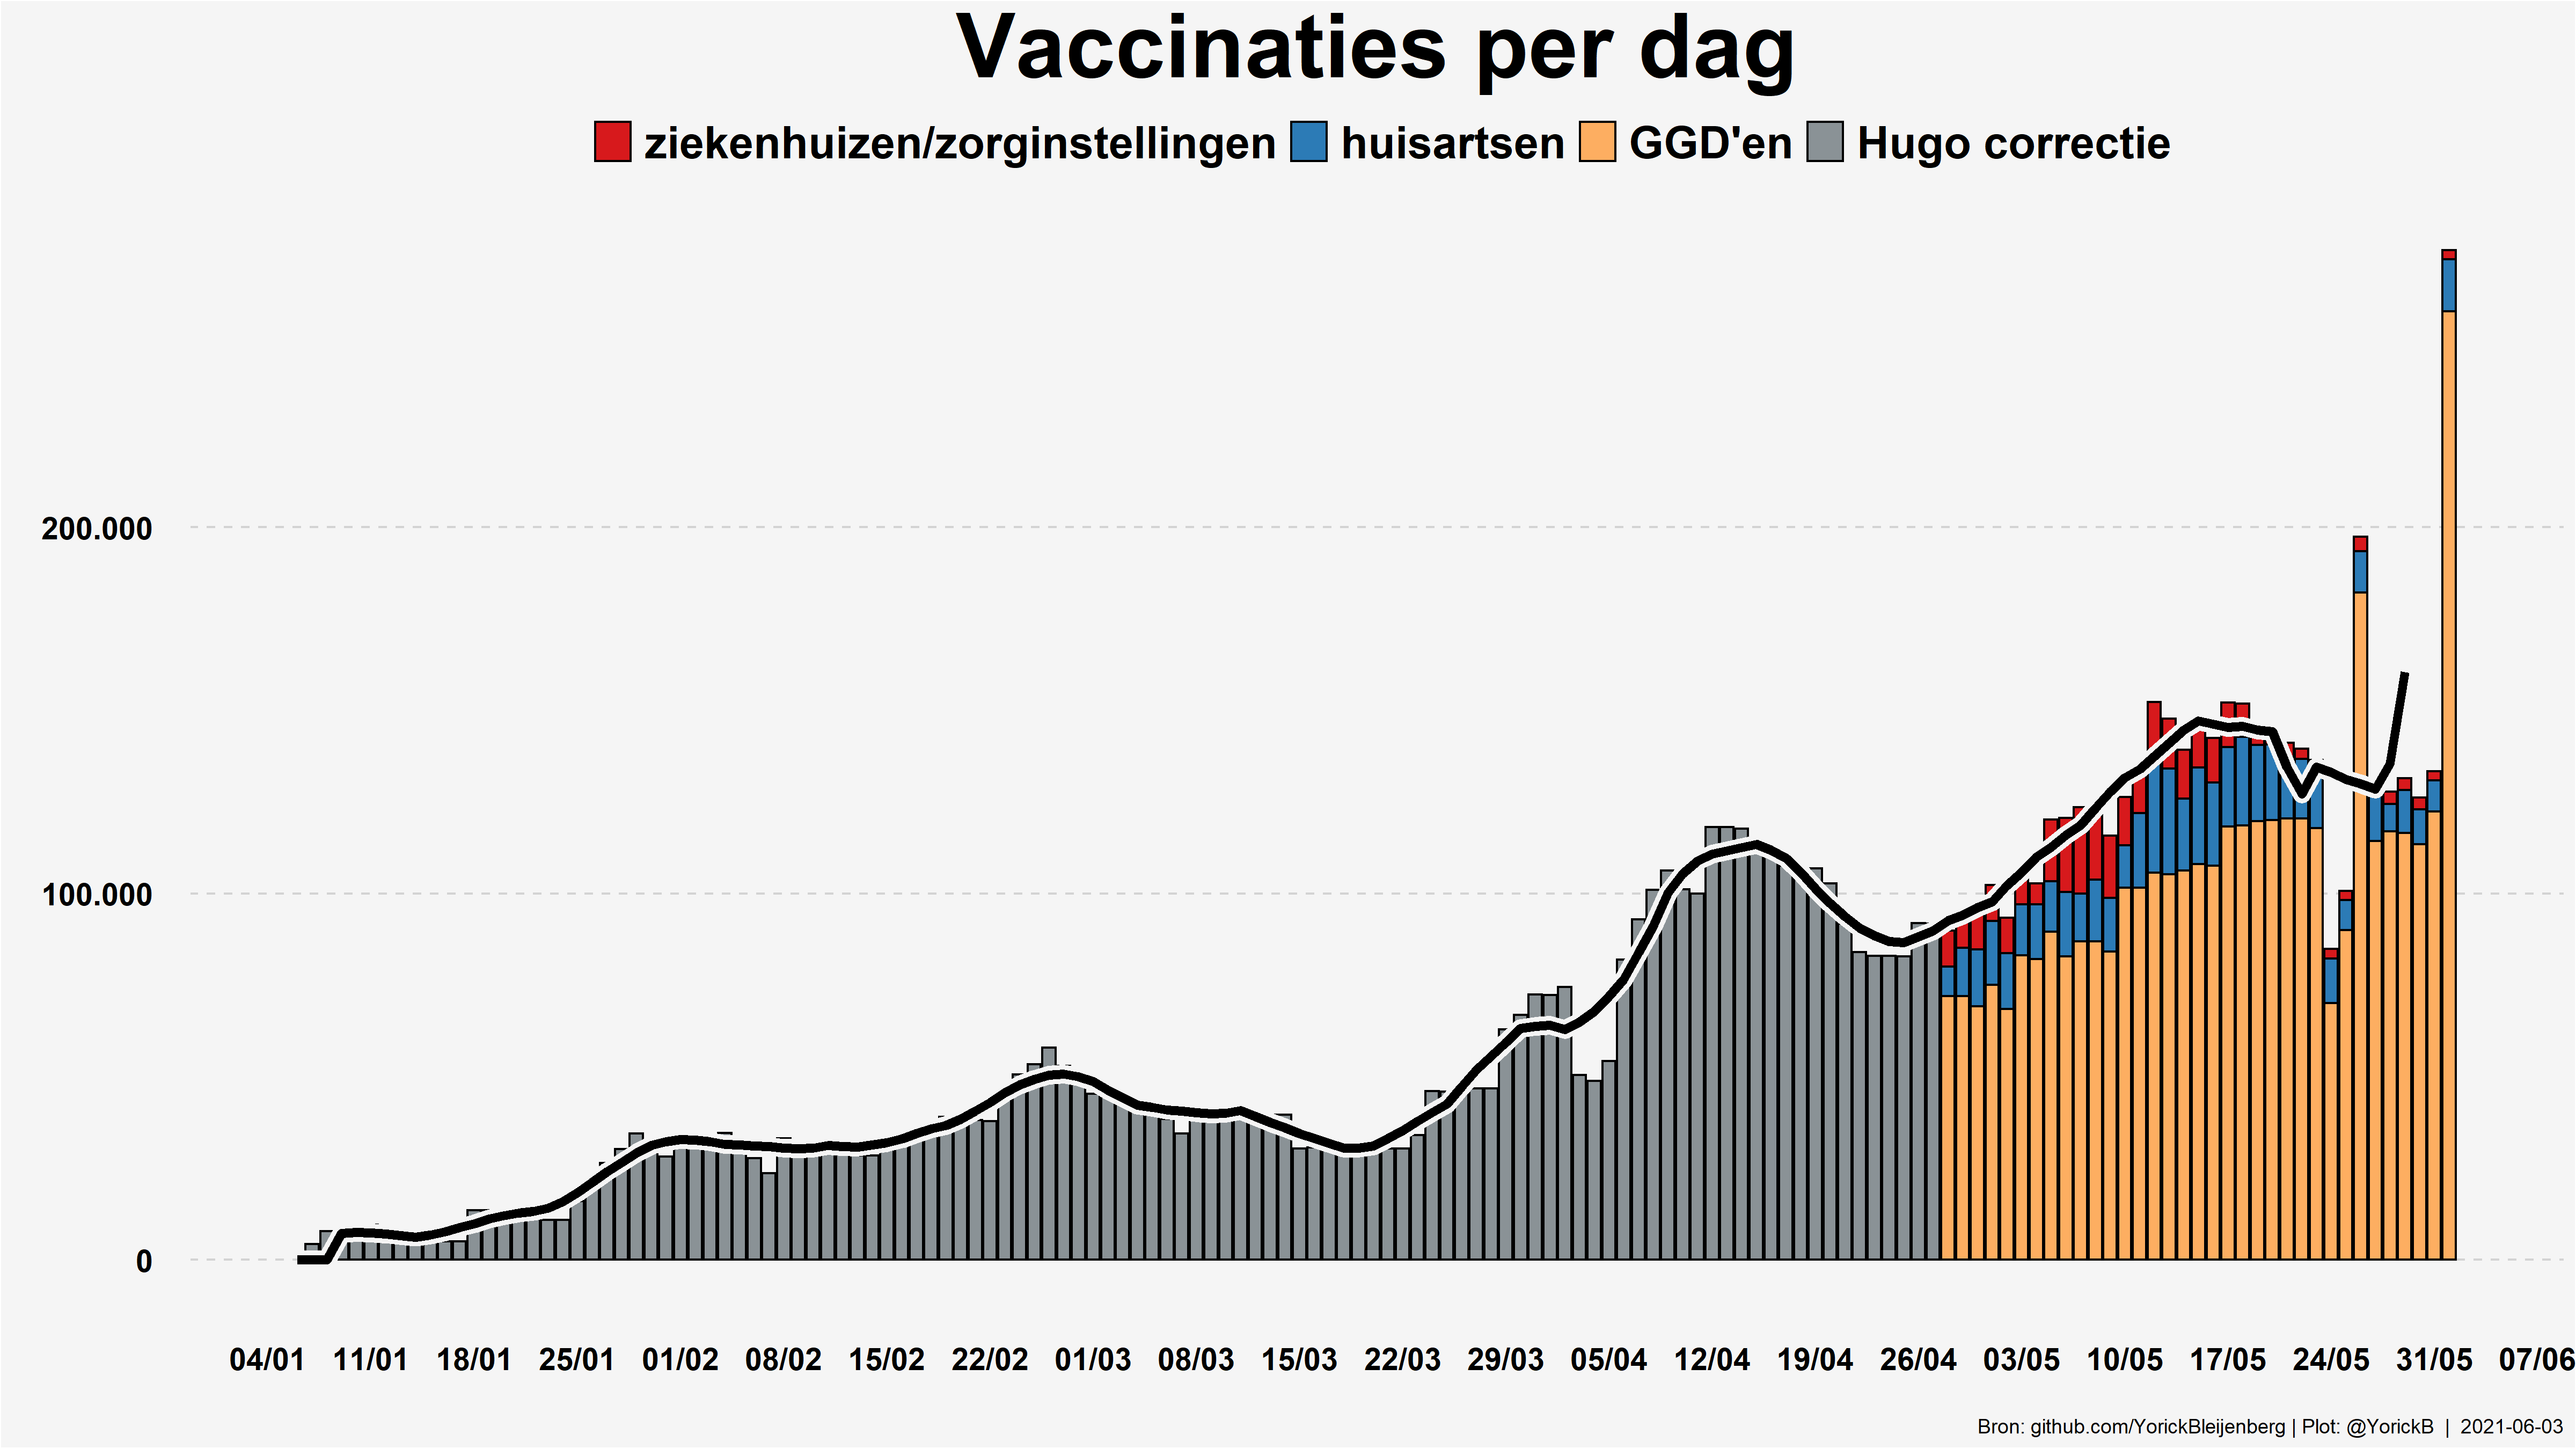 Vaccinaties per dag
ziekenhuizen/zorginstellingen huisartsen GGD'en Hugo correctie
200.000
100.000
0
04/01 11/01 18/01 25/01 01/02 08/02 15/02 22/02 01/03 08/03 15/03 22/03 29/03 05/04 12/04 19/04 26/04 03/05 10/05 17/05 24/05 31/05 07/06
Bron: github.com/YorickBleijenberg | Plot: @YorickB | 2021-06-03